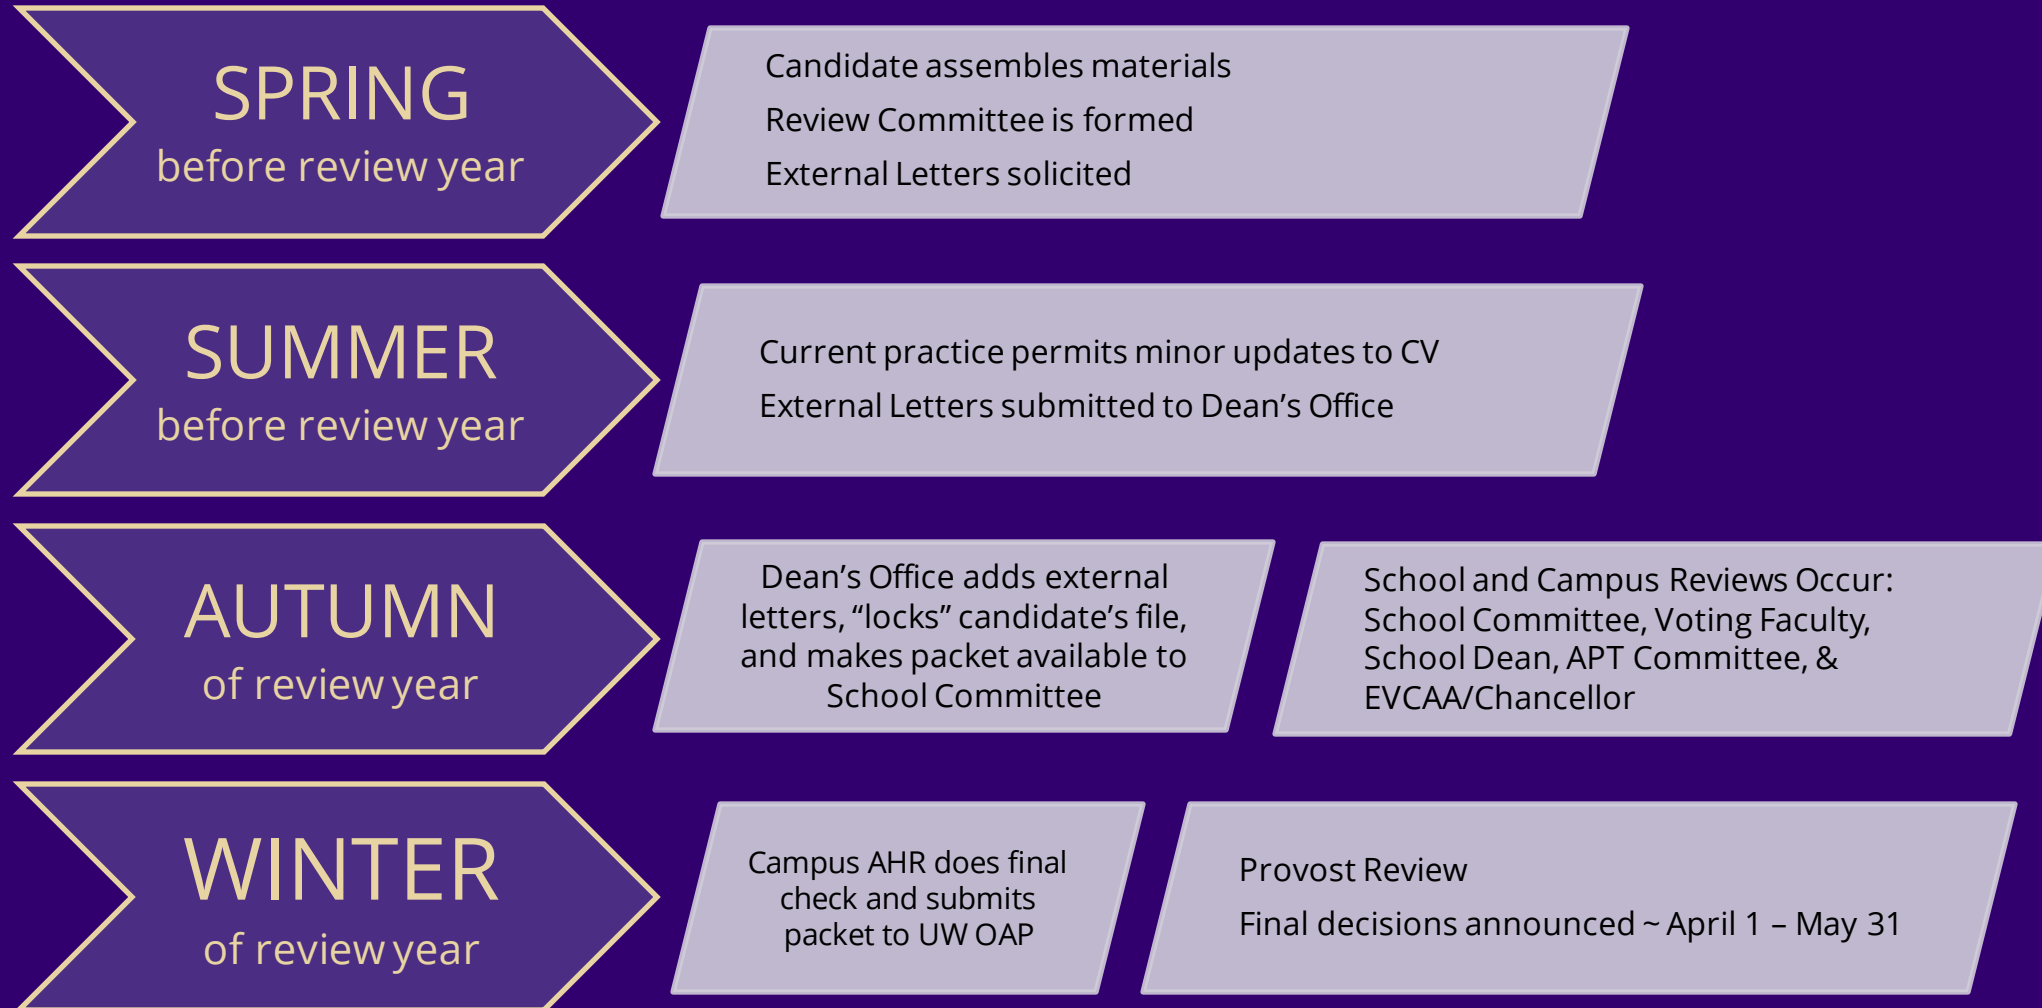 SPRING
before review year
Candidate assembles materials
Review Committee is formed
External Letters solicited
SUMMER
before review year
Current practice permits minor updates to CV
External Letters submitted to Dean’s Office
AUTUMN
of review year
Dean’s Office adds external
letters, “locks” candidate’s file,
and makes packet available to
School Committee
School and Campus Reviews Occur:
School Committee, Voting Faculty,
School Dean, APT Committee, &
EVCAA/Chancellor
WINTER
of review year
Campus AHR does final
check and submits
packet to UW OAP
Provost Review
Final decisions announced ~ April 1 – May 31